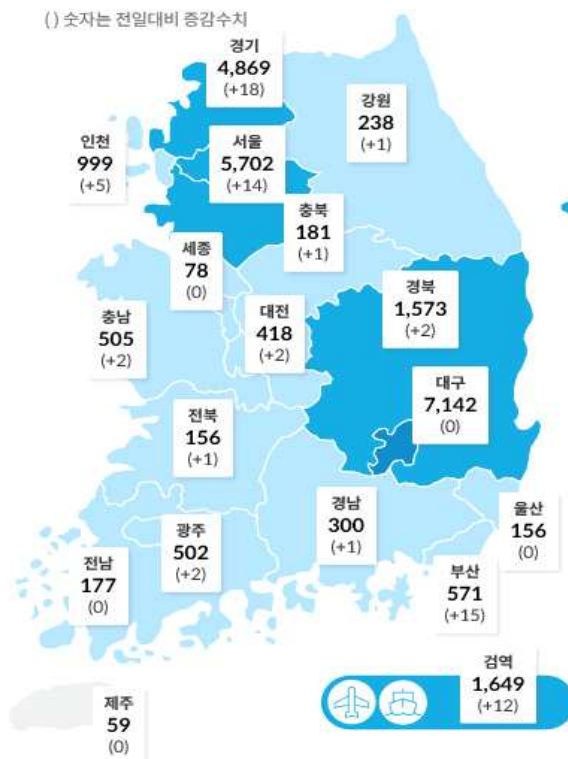 ( ) 숫자는 전일대비 증감수치
경기
4,869
(+18)
강원
238
(+1)
인천
999
(+5)
서울
5,702
(+14)
충북
181
(+1)
세종
78
(0)
경북
1,573
(+2)
대전
418
(+2)
충남
505
(+2)
대구
7,142
(0)
전북
156
(+1)
경남
300
(+1)
울산
156
(0)
광주
502
(+2)
전남
177
(0)
부산
571
(+15)
검역
1,649
(+12)
제주
59
(0)